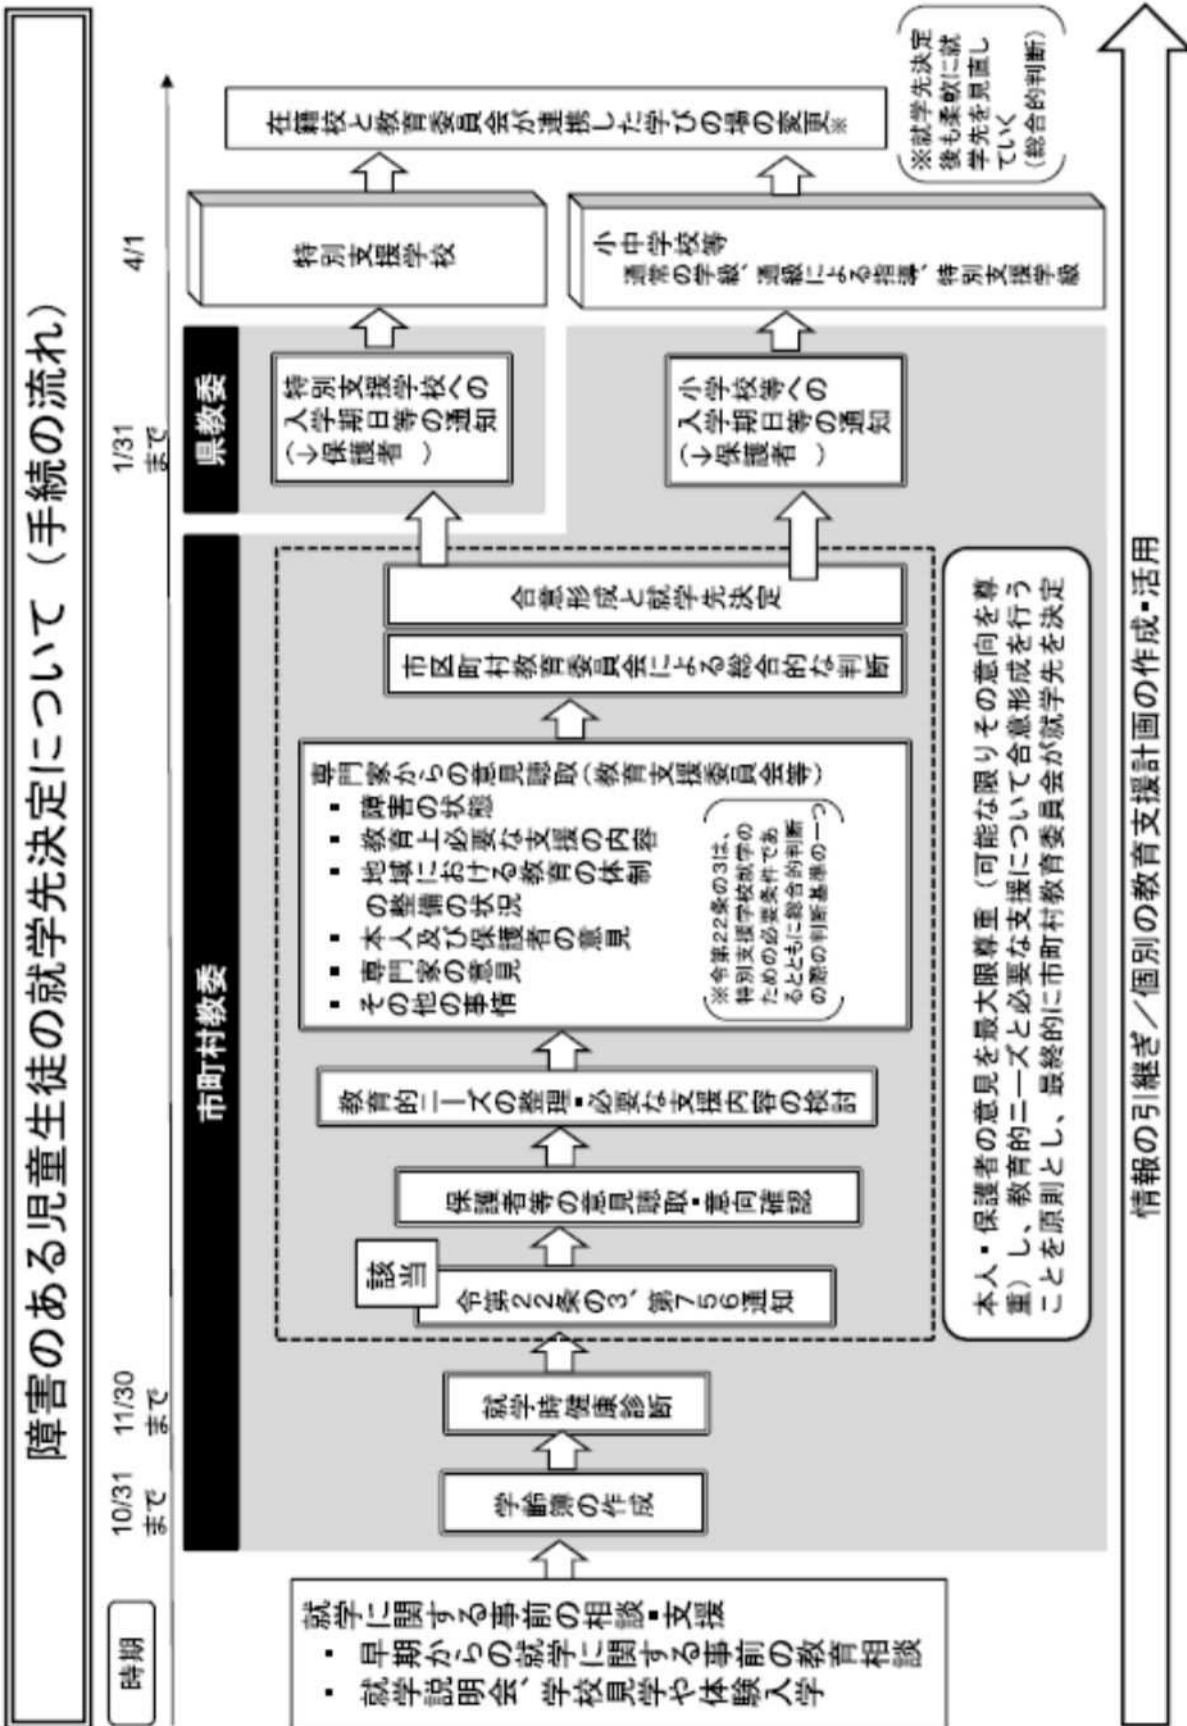 障害のある児童生徒の就学先決定について（手続の流れ）
時期
10/31
まで
11/30
まで
1/31
まで
4/1
市町村教委
県教委
就学に関する事前の相談・支援
▪ 早期からの就学に関する事前の教育相談
▪ 就学説明会、学校見学や体験入学
学齢簿の作成
就学時健康診断
該当
令第22条の3、第756通知
保護者等の意見聴取・意向確認
教育的ニーズの整理・必要な支援内容の検討
専門家からの意見聴取（教育支援委員会等）
▪ 障害の状態
▪ 教育上必要な支援の内容
▪ 地域における教育の体制
の整備の状況
▪ 本人及び保護者の意見
▪ 専門家の意見
▪ その他の事情
※令第22条の3は、
特別支援学校就学の
ための必要条件であ
るとともに総合的判断
の際の判断基準の一つ
市区町村教育委員会による総合的な判断
合意形成と就学先決定
特別支援学校への
入学期日等の通知
（↓保護者 ）
小学校等への
入学期日等の通知
（↓保護者 ）
特別支援学校
小中学校等
通常の学級、通級による指導、特別支援学級
在籍校と教育委員会が連携した学びの場の変更※
※就学先決定
後も柔軟に就
学先を見直し
ていく
（総合的判断）
本人・保護者の意見を最大限尊重（可能な限りその意向を尊
重）し、教育的ニーズと必要な支援について合意形成を行う
ことを原則とし、最終的に市町村教育委員会が就学先を決定
情報の引継ぎ／個別の教育支援計画の作成・活用